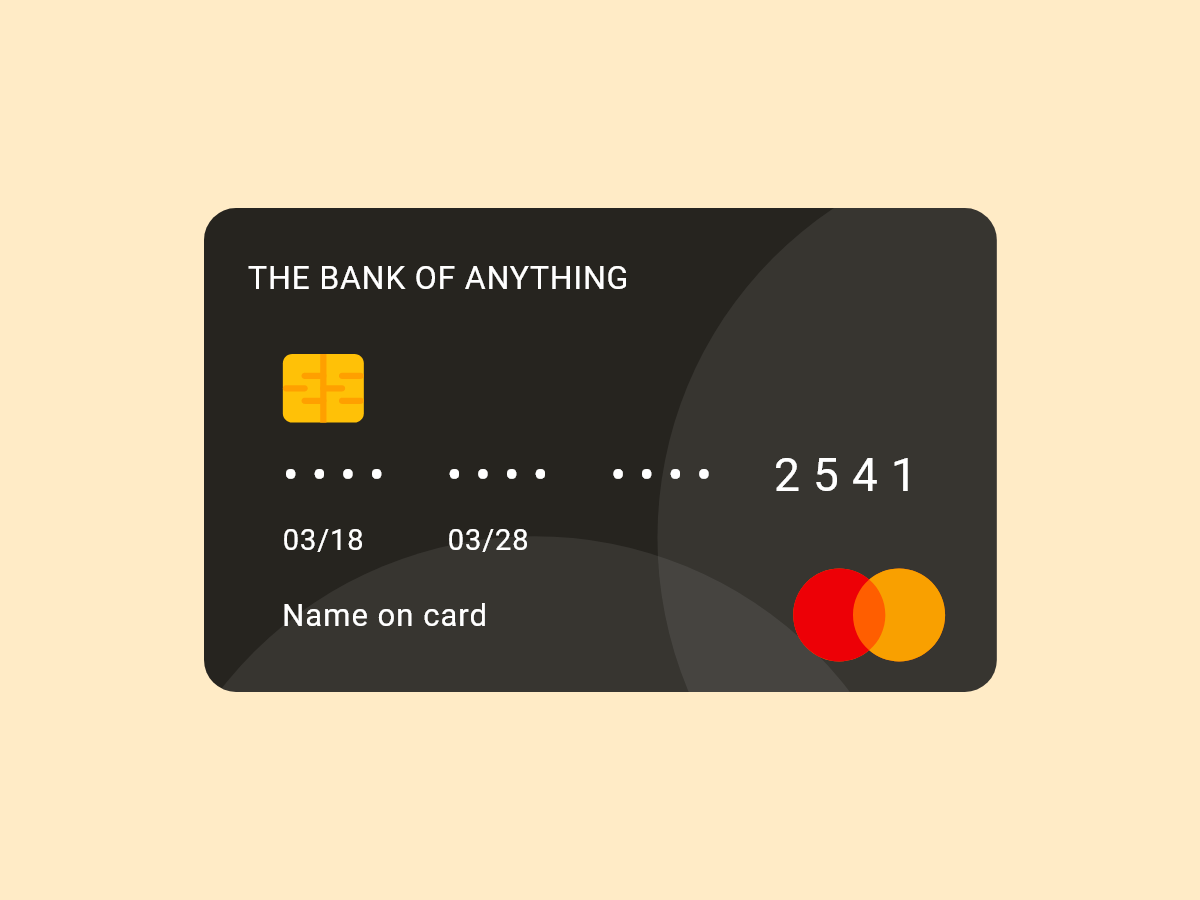 THE BANK OF ANYTHING
•••• •••• •••• 2541
03/18 03/28
Name on card